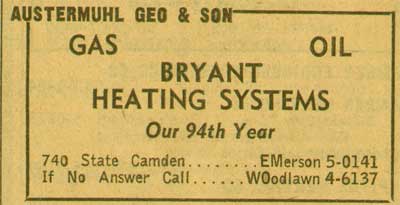 AUSTERMUHL GEO & SON
GAS OIL
BRYANT
HEATING SYSTEMS
Our 94th Year
740 State Camden........EMerson 5-0141
If No Answer Call......WOodlawn 4-6137